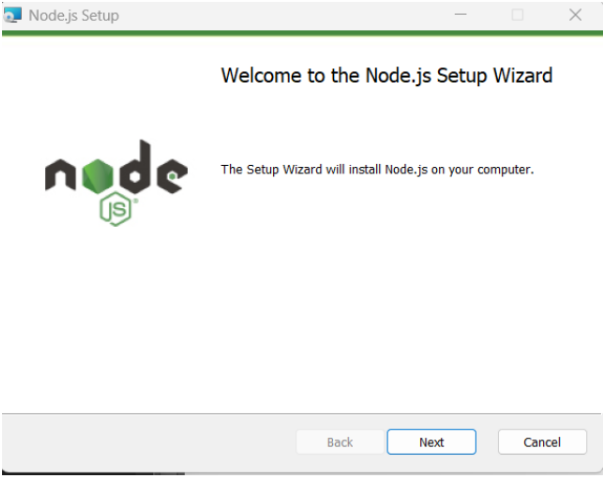 Node.js Setup
Welcome to the Node.js Setup Wizard
The Setup Wizard will install Node.js on your computer.
node
JS
Back
Next
Cancel